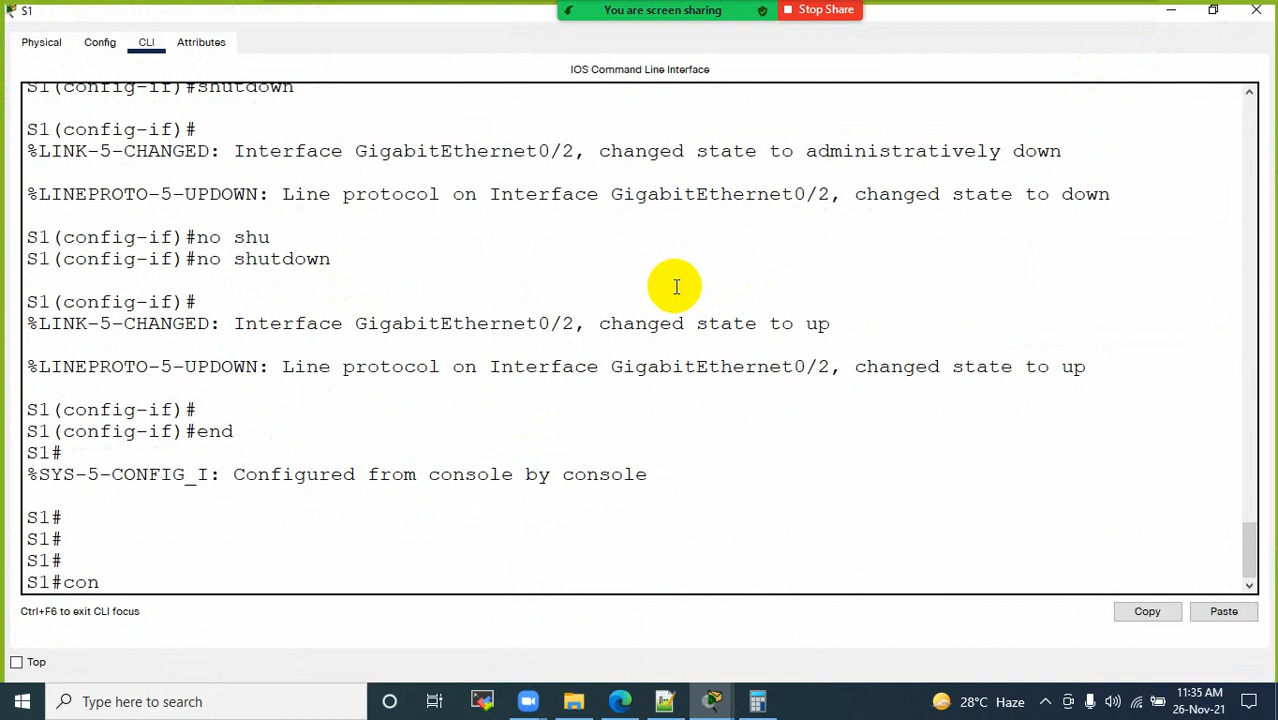 S1
You are screen sharing
Stop Share
Physical
Config
CLI
Attributes
IOS Command Line Interface
S1(config-if)#shutdown
S1(config-if)#
%LINK-5-CHANGED: Interface GigabitEthernet0/2, changed state to administratively down
%LINEPROTO-5-UPDOWN: Line protocol on Interface GigabitEthernet0/2, changed state to down
S1(config-if)#no shu
S1(config-if)#no shutdown
S1(config-if)#
%LINK-5-CHANGED: Interface GigabitEthernet0/2, changed state to up
%LINEPROTO-5-UPDOWN: Line protocol on Interface GigabitEthernet0/2, changed state to up
S1(config-if)#
S1(config-if)#end
S1#
%SYS-5-CONFIG_I: Configured from console by console
S1#
S1#
S1#
S1#con
Ctrl+F6 to exit CLI focus
Copy
Paste
Top
Type here to search
28°C Haze
11:35 AM
26-Nov-21